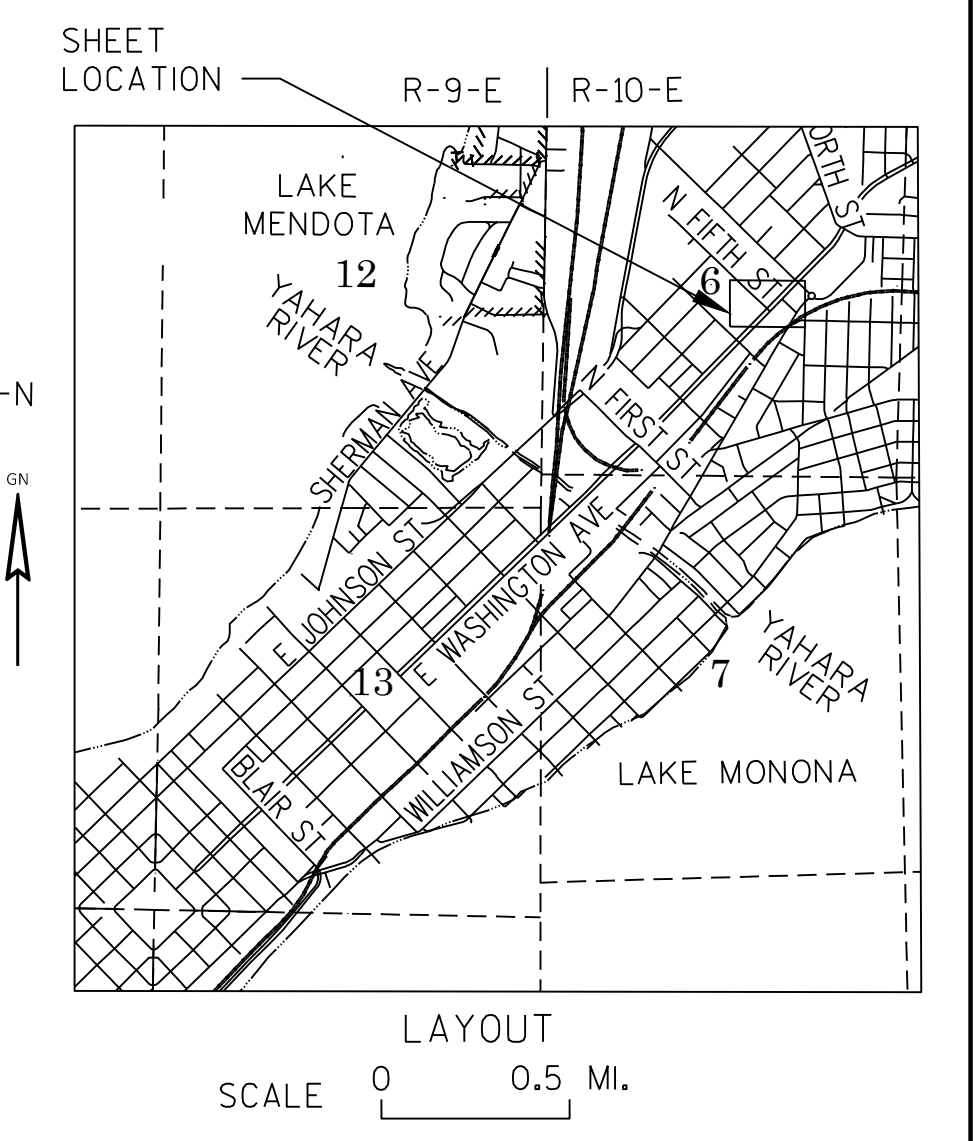 SHEET
LOCATION
R-9-E
R-10-E
LAKE
MENDOTA
12
YAHARA
RIVER
ORTH ST
N FIFTH ST
6
-N
GN
SHERMAN AVE
N FIRST ST
E JOHNSON ST
E WASHINGTON AVE
13
7
YAHARA
RIVER
WILLIAMSON ST
BLAIR ST
LAKE MONONA
LAYOUT
SCALE
0 0.5 MI.